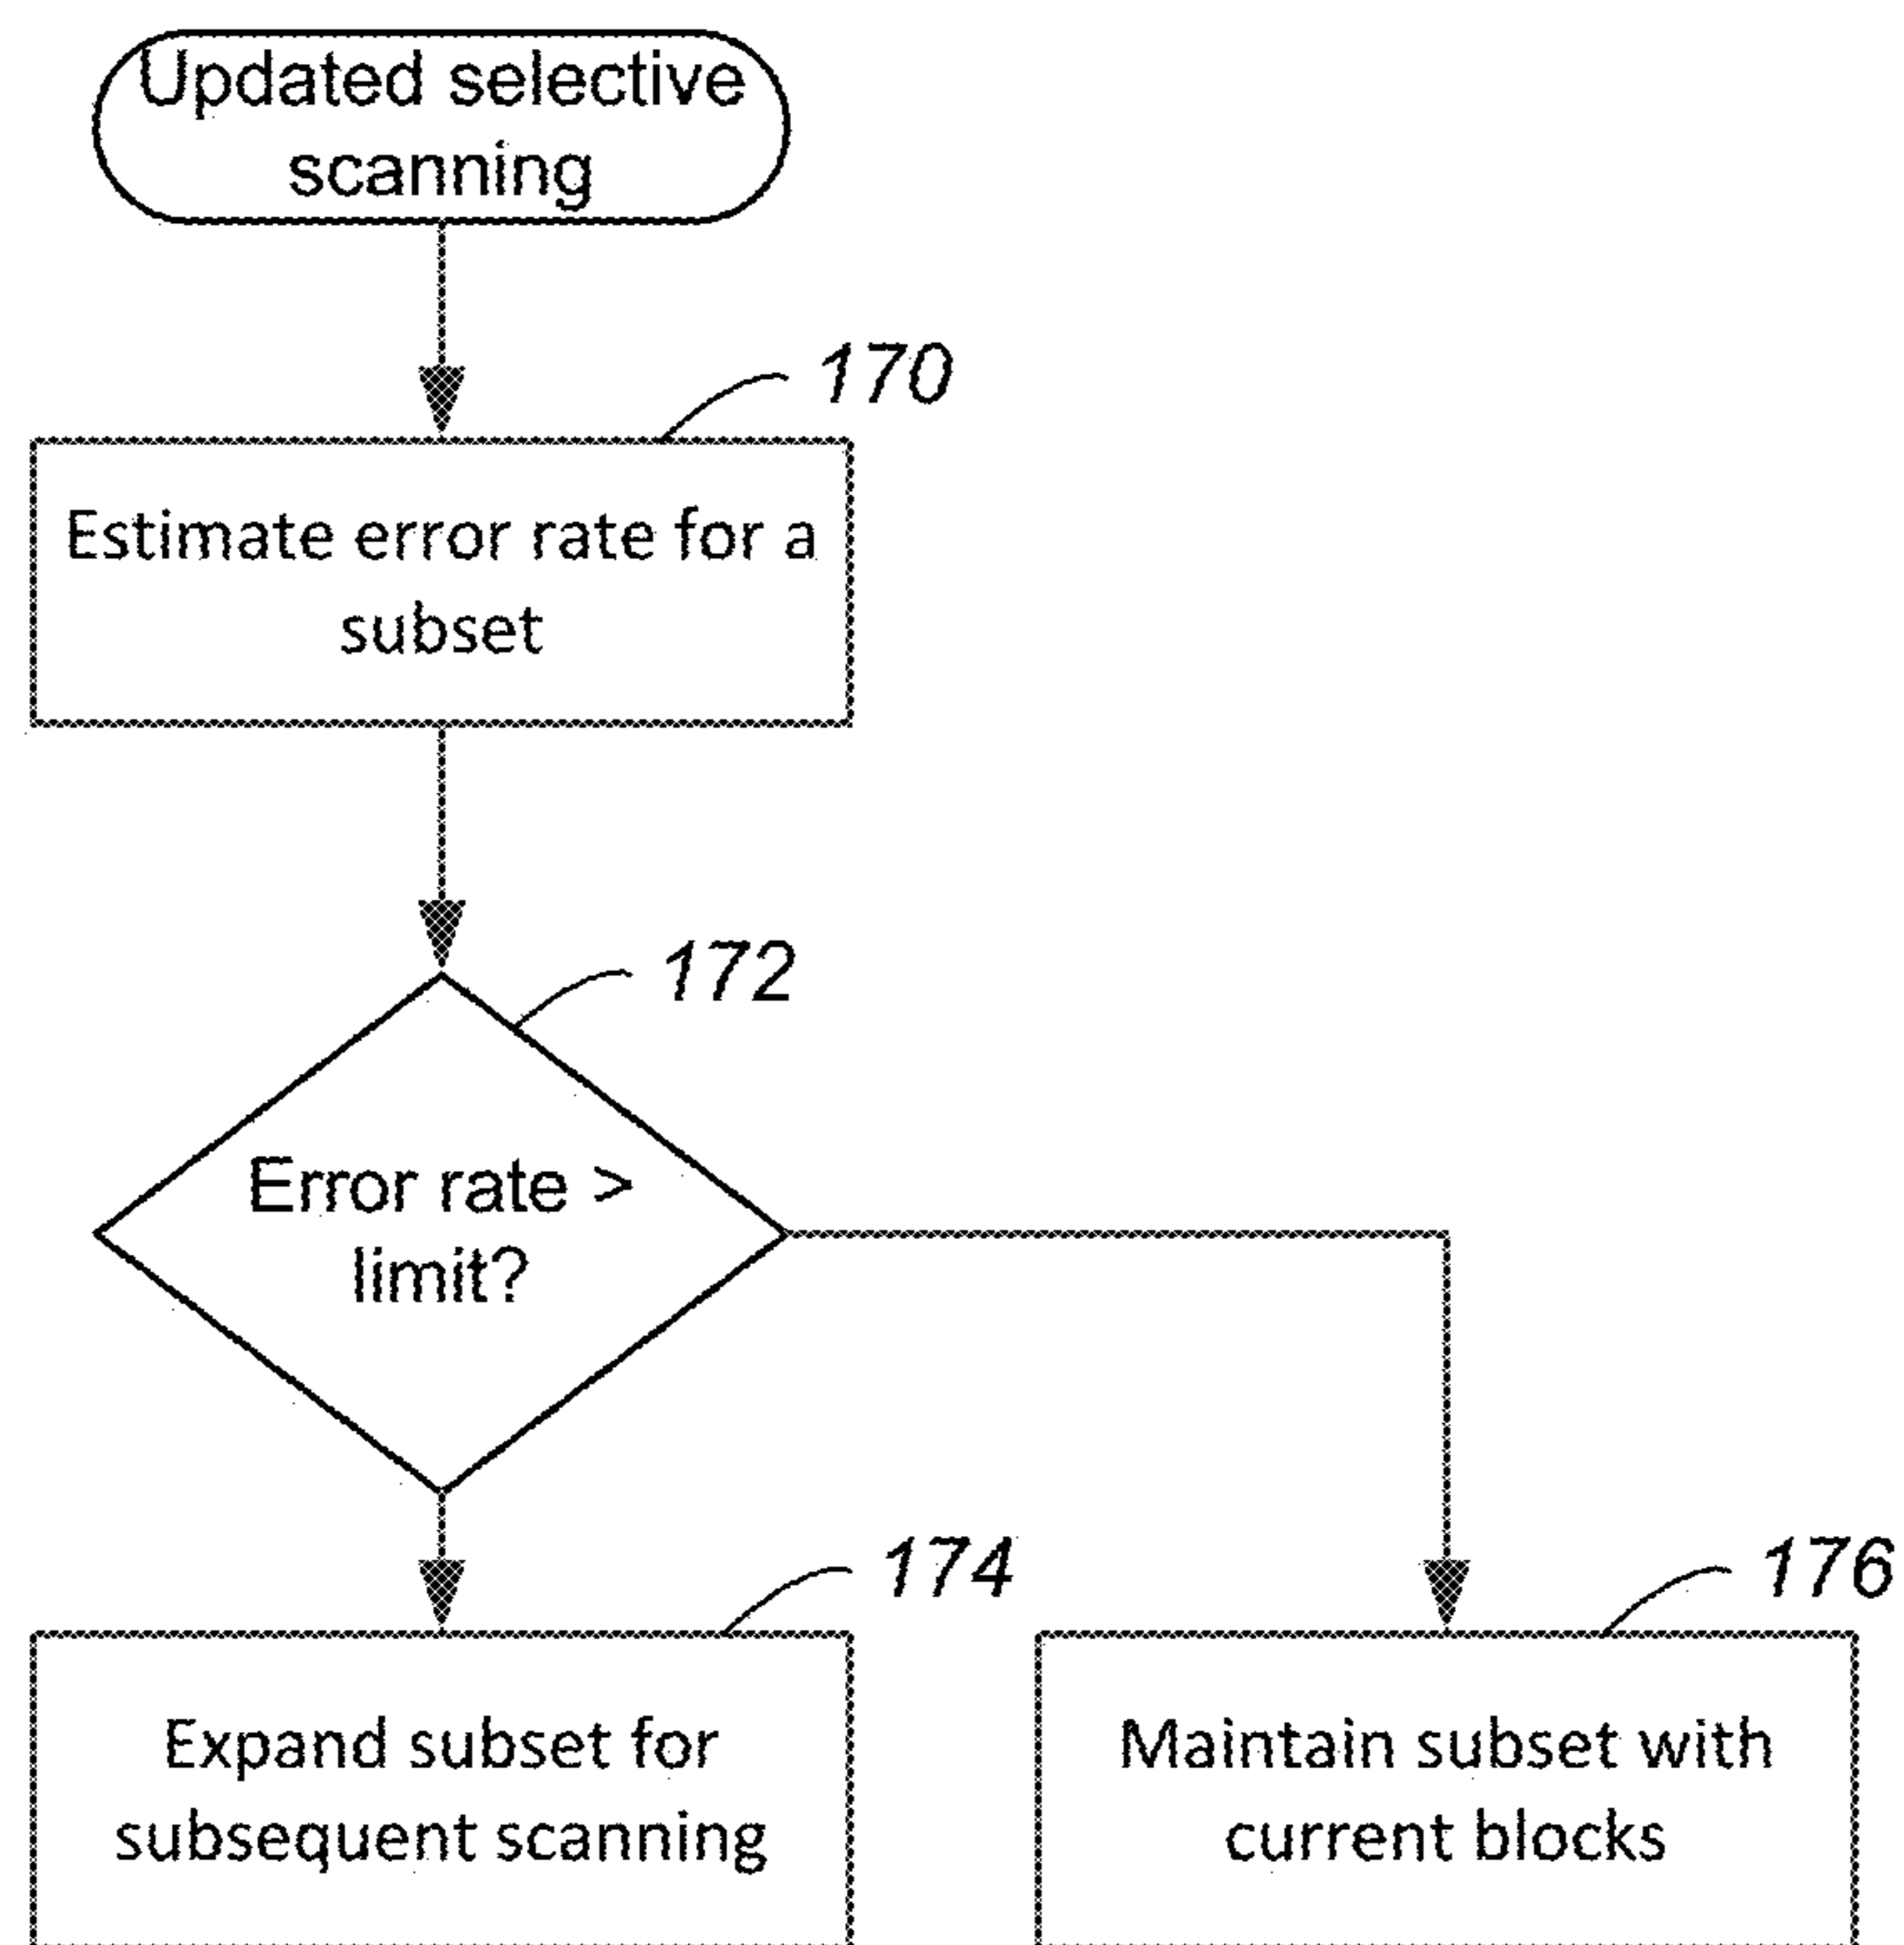 Updated selective
scanning
170
Estimate error rate for a
subset
172
Error rate >
limit?
174
176
Expand subset for
subsequent scanning
Maintain subset with
current blocks